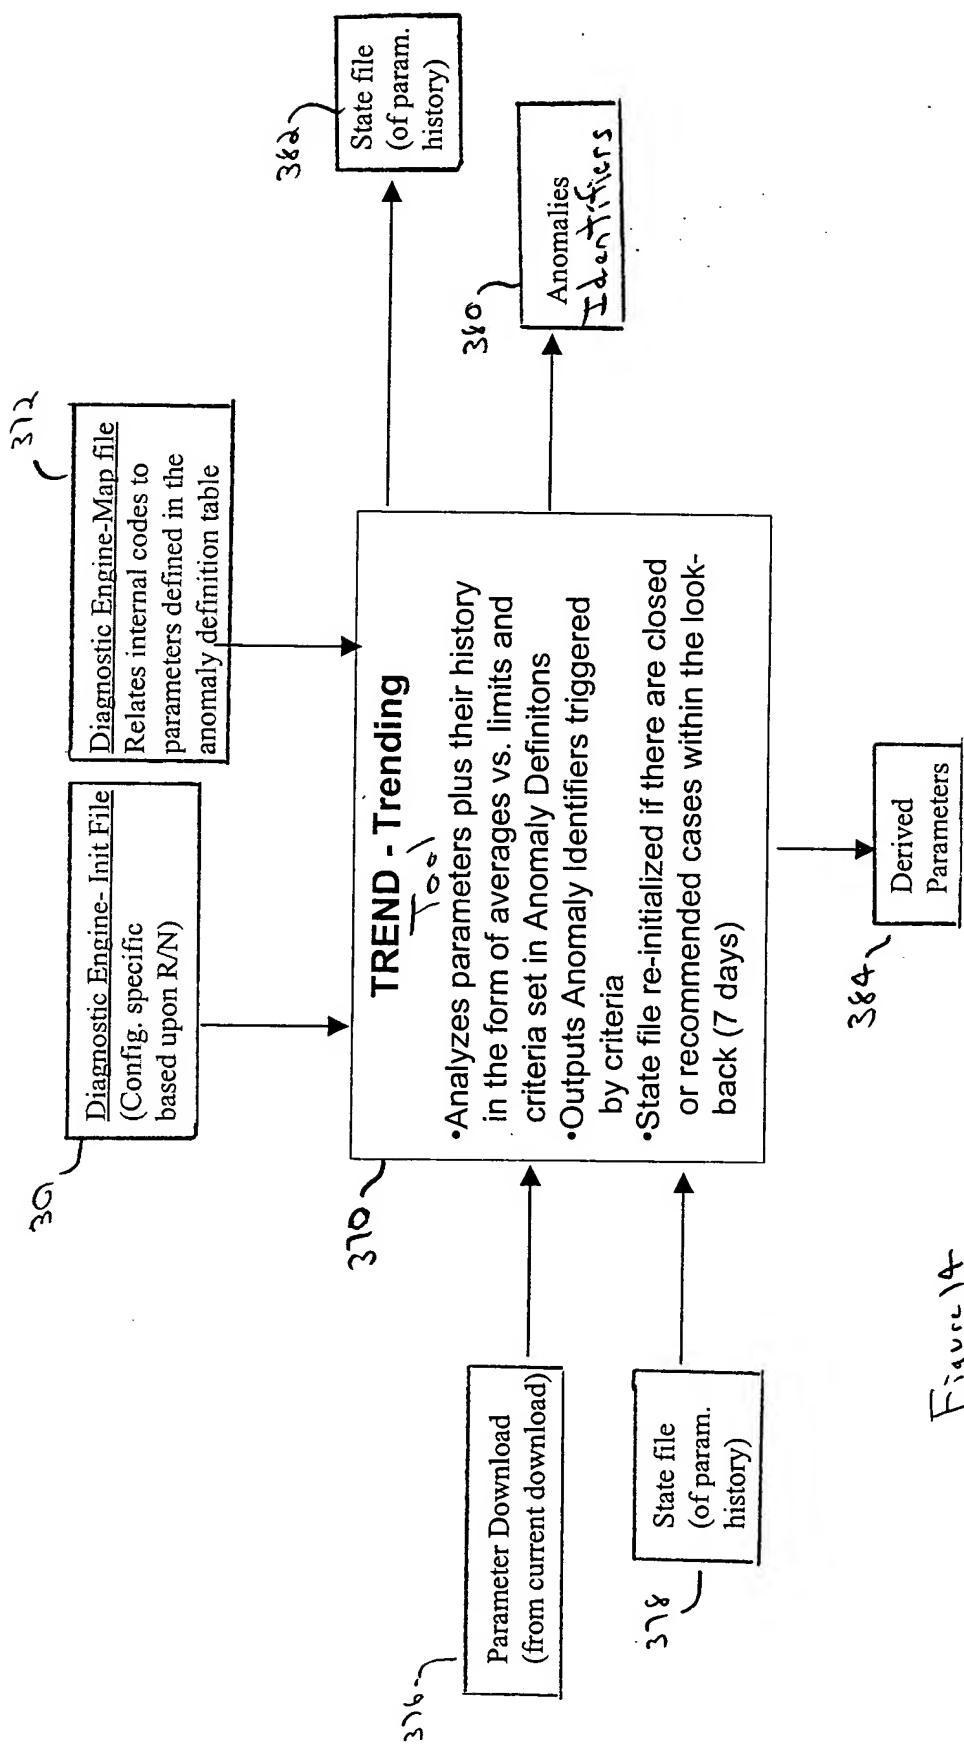 301
Diagnostic Engine- Init File
(Config. specific
based upon R/N)
372
Diagnostic Engine-Map file
Relates internal codes to
parameters defined in the
anomaly definition table
382
State file
(of param.
history)
380
Anomalies
Identifiers
370
TREND - Trending
Tool
•Analyzes parameters plus their history
in the form of averages vs. limits and
criteria set in Anomaly Definitons
•Outputs Anomaly Identifiers triggered
by criteria
•State file re-initialized if there are closed
or recommended cases within the look-
back (7 days)
376
Parameter Download
(from current download)
378
State file
(of param.
history)
384
Derived
Parameters
Figure 14